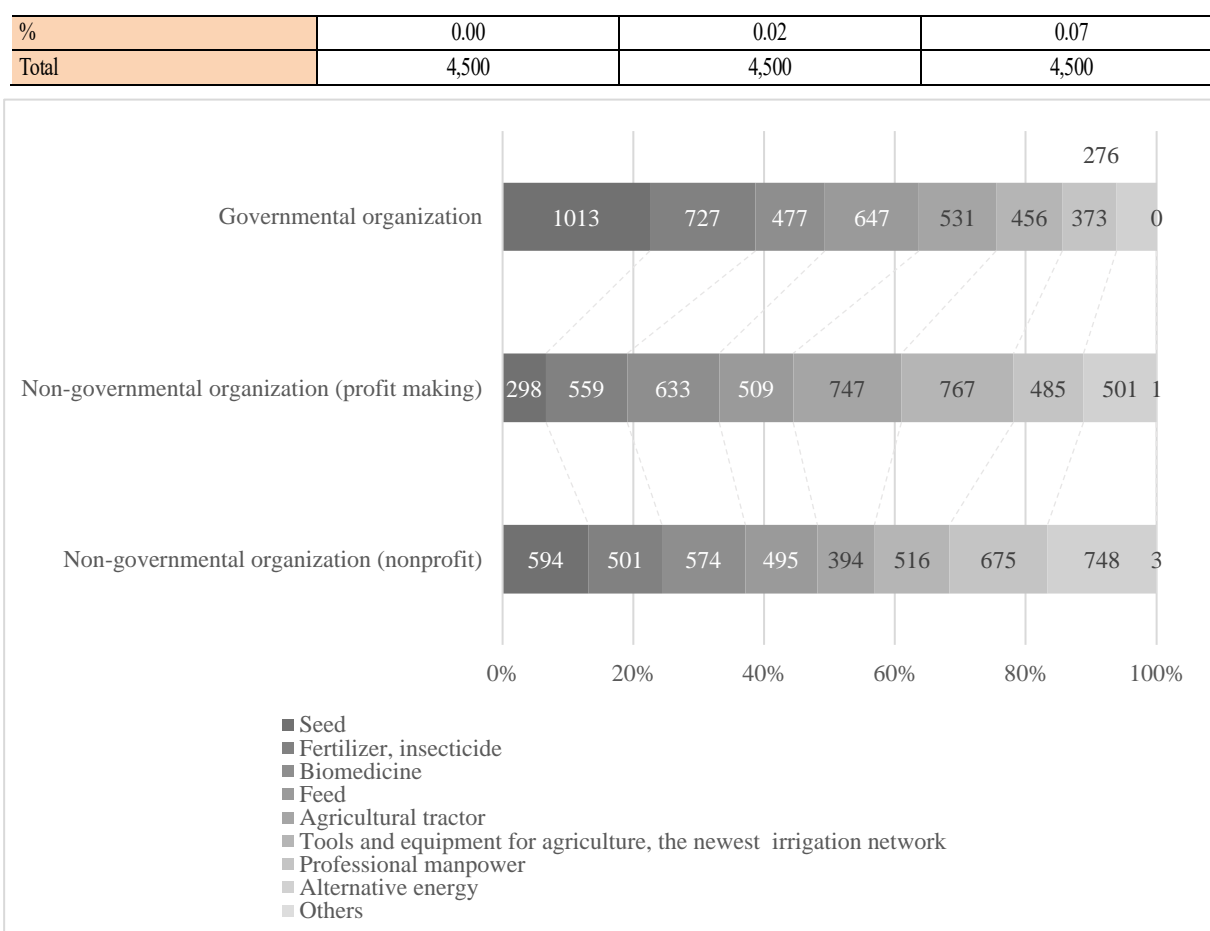 % 0.00 0.02 0.07
Total 4,500 4,500 4,500
276
Governmental organization 1013 727 477 647 531 456 373 0
Non-governmental organization (profit making) 298 559 633 509 747 767 485 501 1
Non-governmental organization (nonprofit) 594 501 574 495 394 516 675 748 3
0% 20% 40% 60% 80% 100%
Seed
Fertilizer, insecticide
Biomedicine
Feed
Agricultural tractor
Tools and equipment for agriculture, the newest irrigation network
Professional manpower
Alternative energy
Others